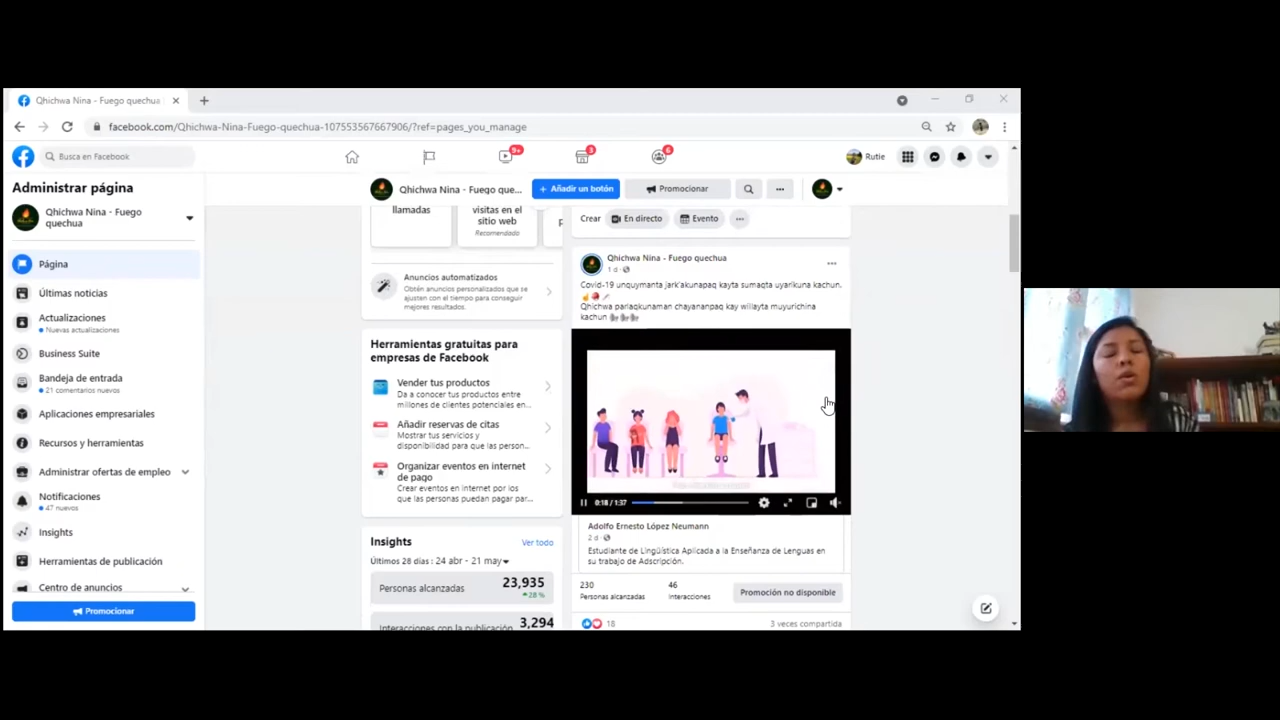 Qhichwa Nina - Fuego quechua
facebook.com/Qhichwa-Nina-Fuego-quechua-107553567667906/?ref=pages_you_manage
Busca en Facebook
9+
3
6
Rutie
Administrar página
Qhichwa Nina - Fuego
quechua
Página
Últimas noticias
Actualizaciones
Nuevas actualizaciones
Business Suite
Bandeja de entrada
21 comentarios nuevos
Aplicaciones empresariales
Recursos y herramientas
Administrar ofertas de empleo
Notificaciones
47 nuevos
Insights
Herramientas de publicación
Centro de anuncios
Promocionar
Qhichwa Nina - Fuego que...
+ Añadir un botón
Promocionar
...
llamadas
visitas en el
sitio web
Recomendado
Anuncios automatizados
Obtén anuncios personalizados que se
ajusten con el tiempo para conseguir
mejores resultados.
Herramientas gratuitas para
empresas de Facebook
Vender tus productos
Da a conocer tus productos entre
millones de clientes potenciales en...
Añadir reservas de citas
Mostrar tus servicios y
disponibilidad para que las person...
Organizar eventos en internet
de pago
Crear eventos en internet por los
que las personas puedan pagar par...
Insights
Ver todo
Últimos 28 días : 24 abr - 21 may
Personas alcanzadas
23,935
28 %
Interacciones con la publicación
3,294
Crear
En directo
Evento
...
Qhichwa Nina - Fuego quechua
1 d ·
...
Covid-19 unquymanta jark'akunapaq kayta sumaqta uyarikuna kachun.
Qhichwa parlaqkunaman chayananpaq kay willayta muyurichina
kachun
0:18 / 1:37
Adolfo Ernesto López Neumann
2 d ·
Estudiante de Lingüística Aplicada a la Enseñanza de Lenguas en
su trabajo de Adscripción.
230
Personas alcanzadas
46
Interacciones
Promoción no disponible
18
3 veces compartida